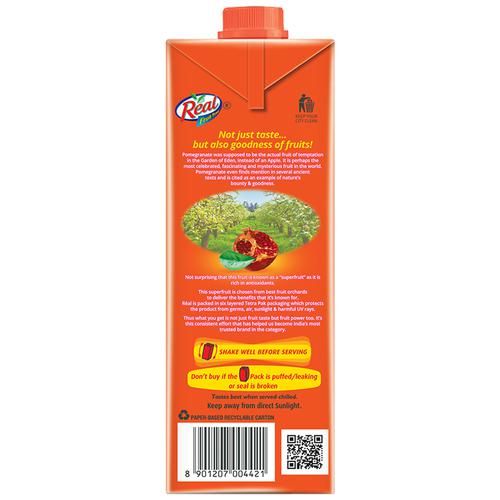 Real
Fruit
®
KEEP YOUR
CITY CLEAN
Not just taste...
but also goodness of fruits!
Pomegranate was supposed to be the actual fruit of temptation
in the Garden of Eden, instead of an Apple. It is perhaps the
most celebrated, fascinating and mysterious fruit in the world.
Pomegranate even finds mention in several ancient
texts and is cited as an example of nature's
bounty & goodness.
Not surprising that this fruit is known as a "superfruit" as it is
rich in antioxidants.
This superfruit is chosen from best fruit orchards
to deliver the benefits that it's known for.
Réal is packed in six layered Tetra Pak packaging which protects
the product from germs, air, sunlight & harmful UV rays.
Thus what you get is not just fruit taste but fruit power too. It's
this consistent effort that has helped us become India's most
trusted brand in the category.
SHAKE WELL BEFORE SERVING
Don't buy if the Pack is puffed/leaking
or seal is broken
Tastes best when served chilled.
Keep away from direct Sunlight.
PAPER-BASED RECYCLABLE CARTON
8 901207 004421